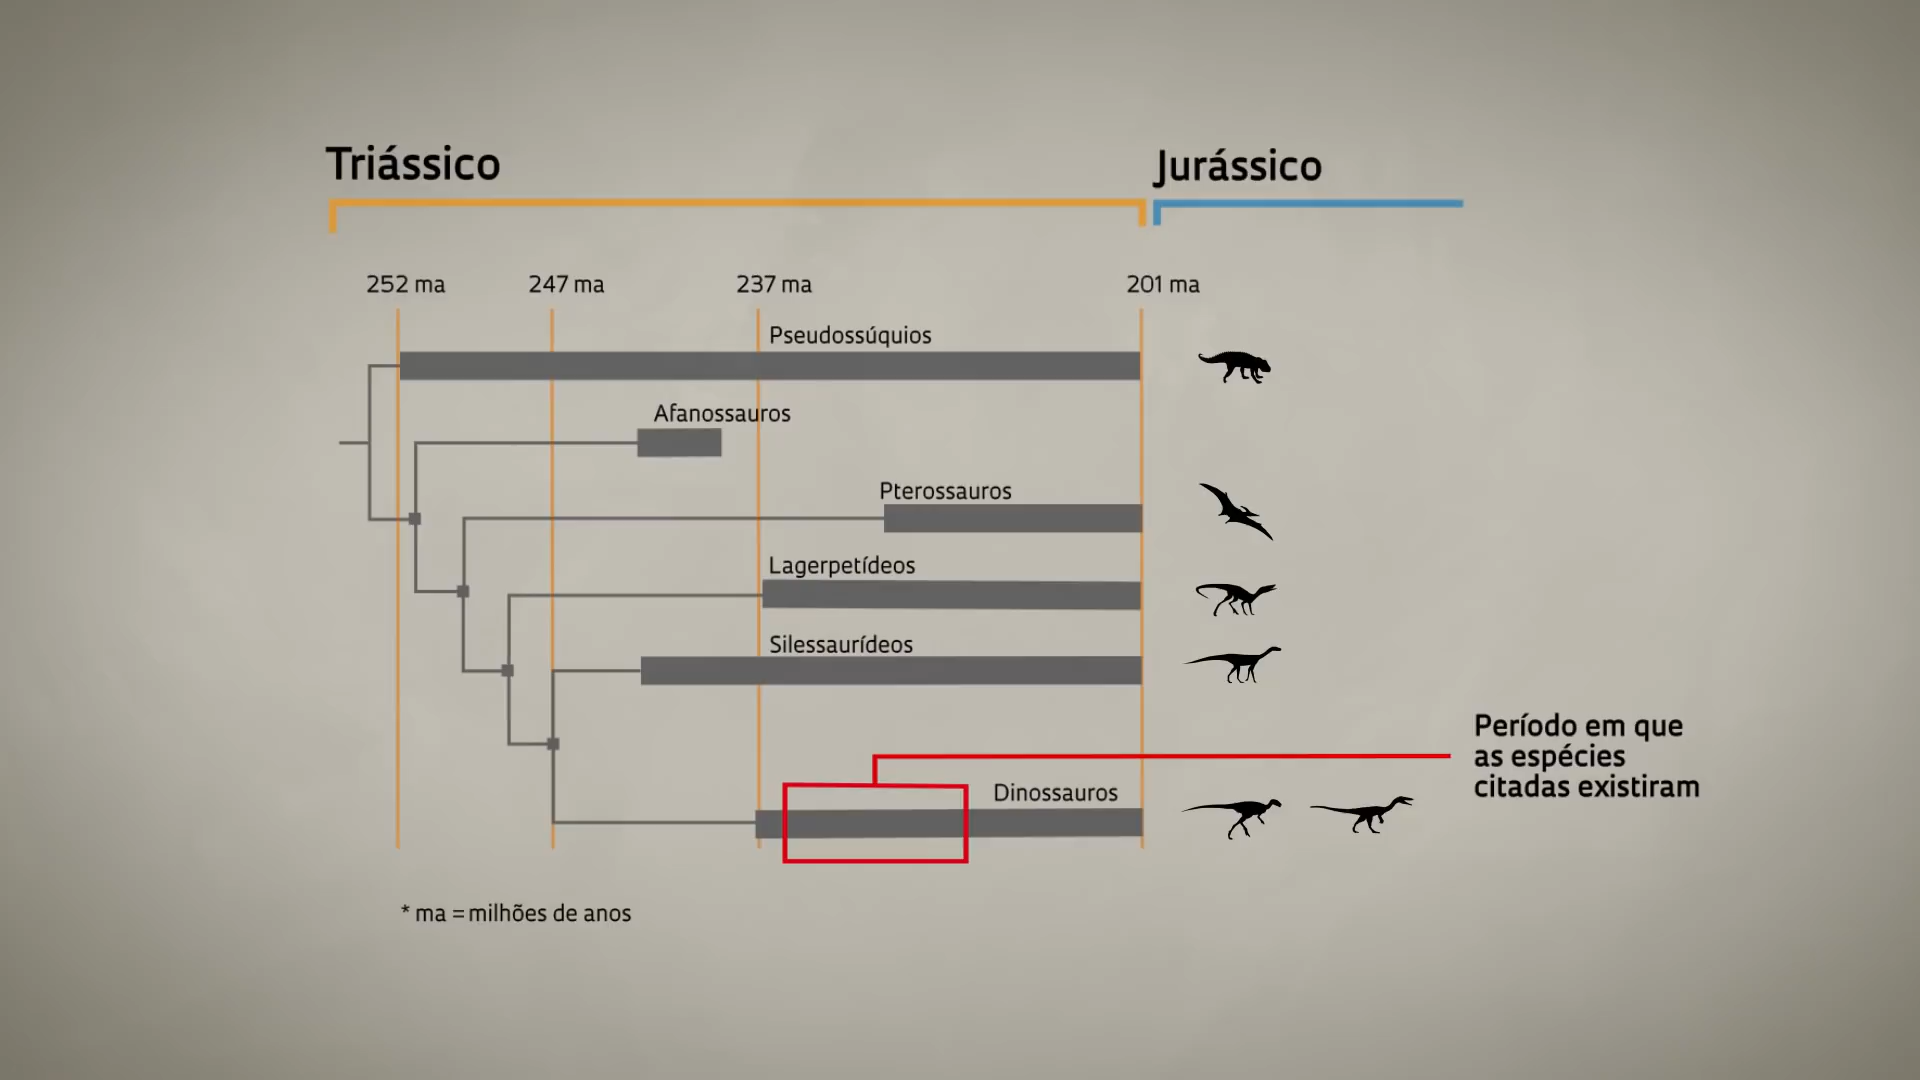 Triássico
Jurássico
252 ma
247 ma
237 ma
201 ma
Pseudossúquios
Afanossauros
Pterossauros
Lagerpetídeos
Silessaurídeos
Período em que
as espécies
citadas existiram
Dinossauros
* ma = milhões de anos